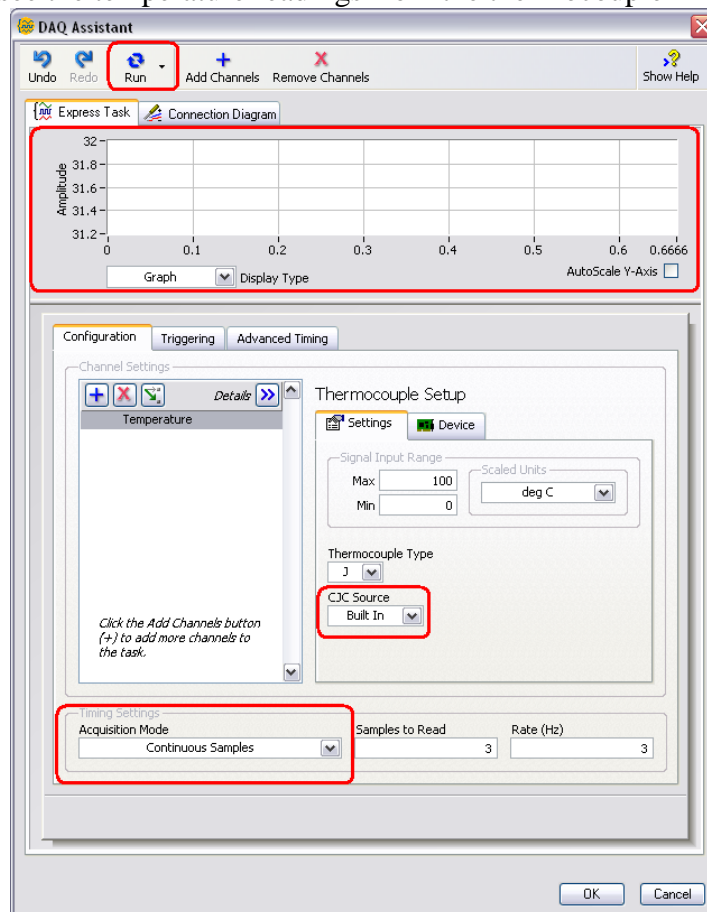 DAQ Assistant
Undo Redo Run Add Channels Remove Channels Show Help
Express Task Connection Diagram
32
31.8
31.6
31.4
31.2
Amplitude
0 0.1 0.2 0.3 0.4 0.5 0.6 0.6666
Graph Display Type AutoScale Y-Axis
Configuration Triggering Advanced Timing
Channel Settings
Details
Temperature
Click the Add Channels button
(+) to add more channels to
the task.
Thermocouple Setup
Settings Device
Signal Input Range
Max 100
Min 0
Scaled Units
deg C
Thermocouple Type
J
CJC Source
Built In
Timing Settings
Acquisition Mode Samples to Read Rate (Hz)
Continuous Samples 3 3
OK Cancel